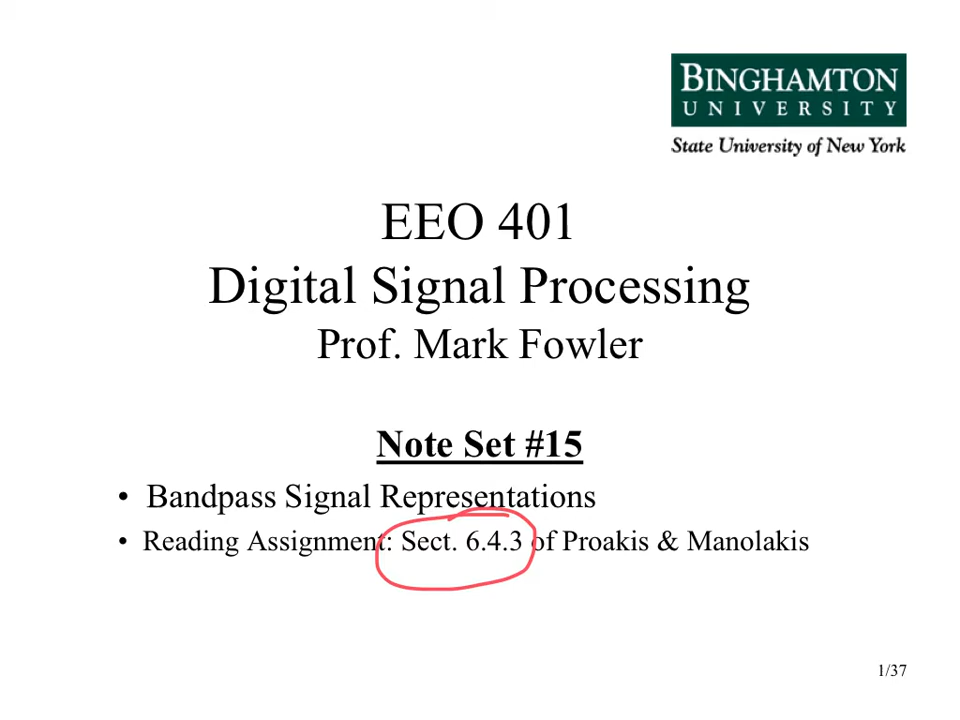 BINGHAMTON
UNIVERSITY
State University of New York
EEO 401
Digital Signal Processing
Prof. Mark Fowler
Note Set #15
• Bandpass Signal Representations
• Reading Assignment: Sect. 6.4.3 of Proakis & Manolakis
1/37